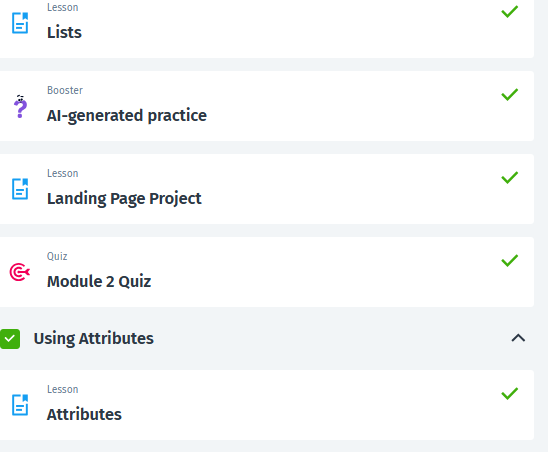 Lesson
Lists
Booster
AI-generated practice
Lesson
Landing Page Project
Quiz
Module 2 Quiz
Using Attributes
Lesson
Attributes